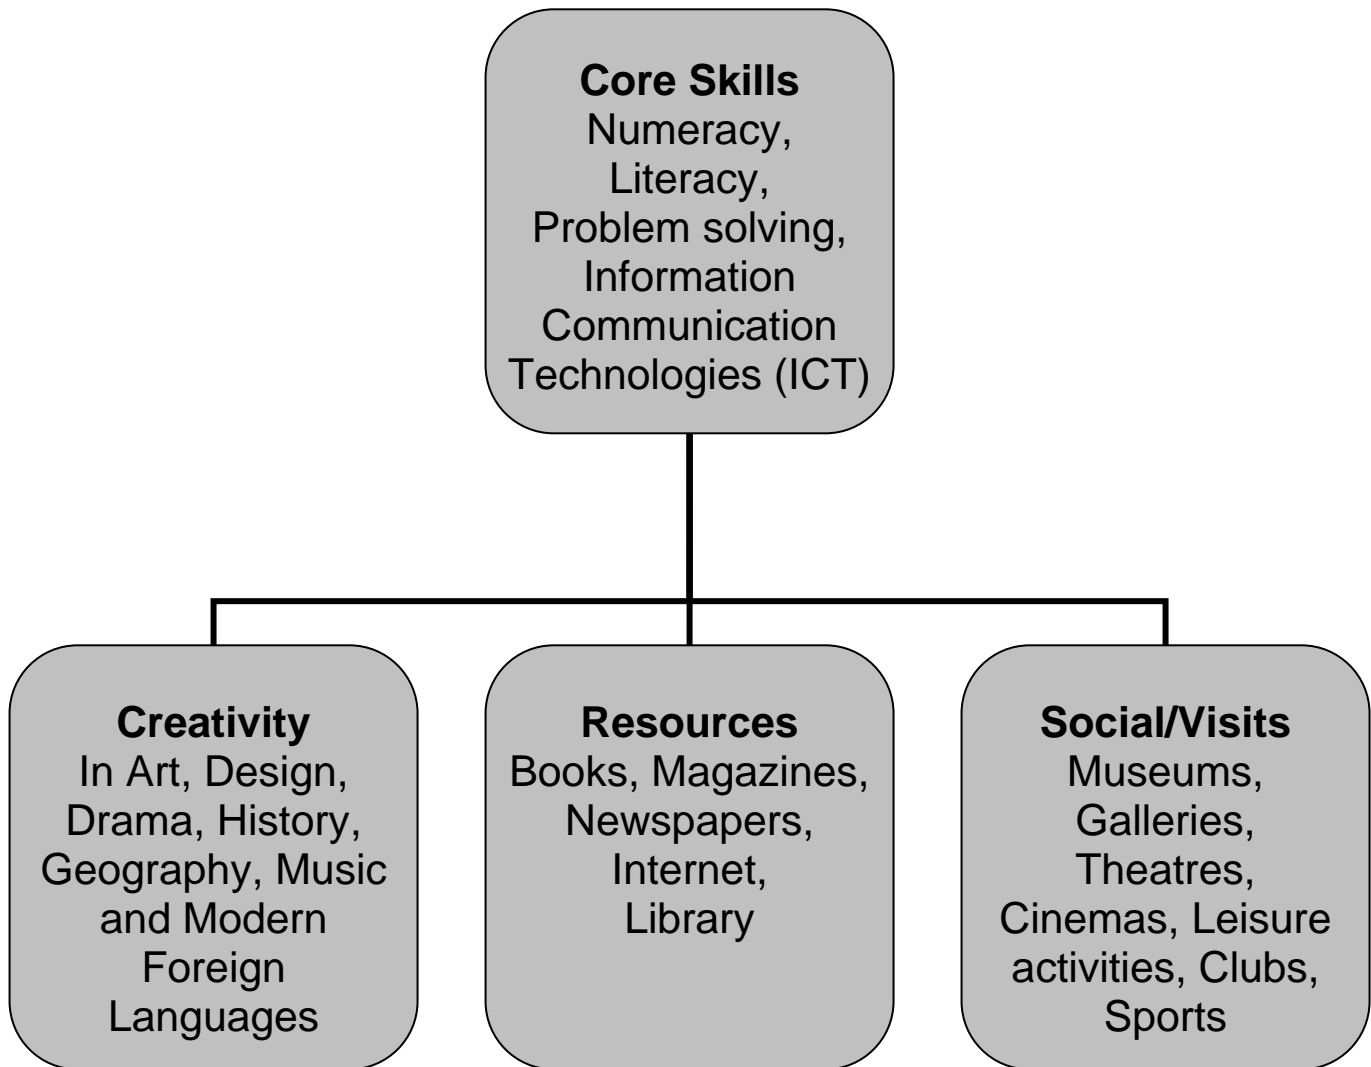 Core Skills
Numeracy,
Literacy,
Problem solving,
Information
Communication
Technologies (ICT)
Creativity
In Art, Design,
Drama, History,
Geography, Music
and Modern
Foreign
Languages
Resources
Books, Magazines,
Newspapers,
Internet,
Library
Social/Visits
Museums,
Galleries,
Theatres,
Cinemas, Leisure
activities, Clubs,
Sports